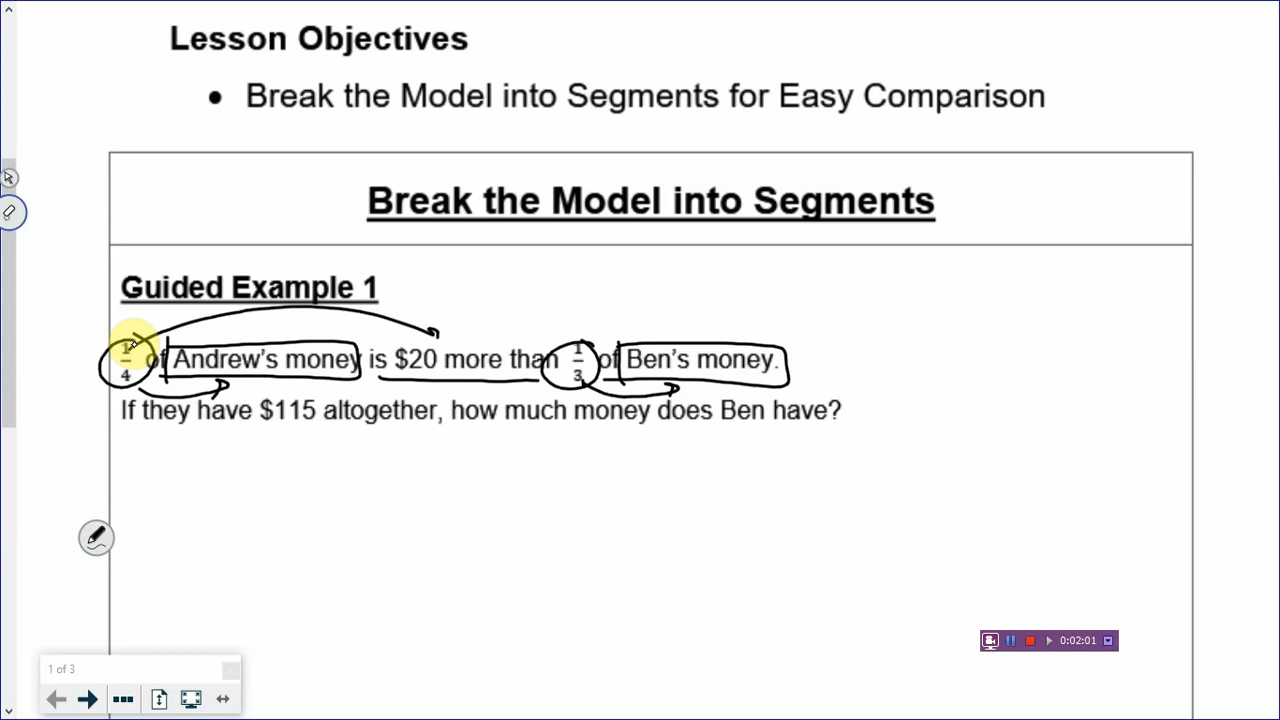 Lesson Objectives
• Break the Model into Segments for Easy Comparison
Break the Model into Segments
Guided Example 1
1/4 of Andrew's money is $20 more than 1/3 of Ben's money.
If they have $115 altogether, how much money does Ben have?
0:02:01
1 of 3